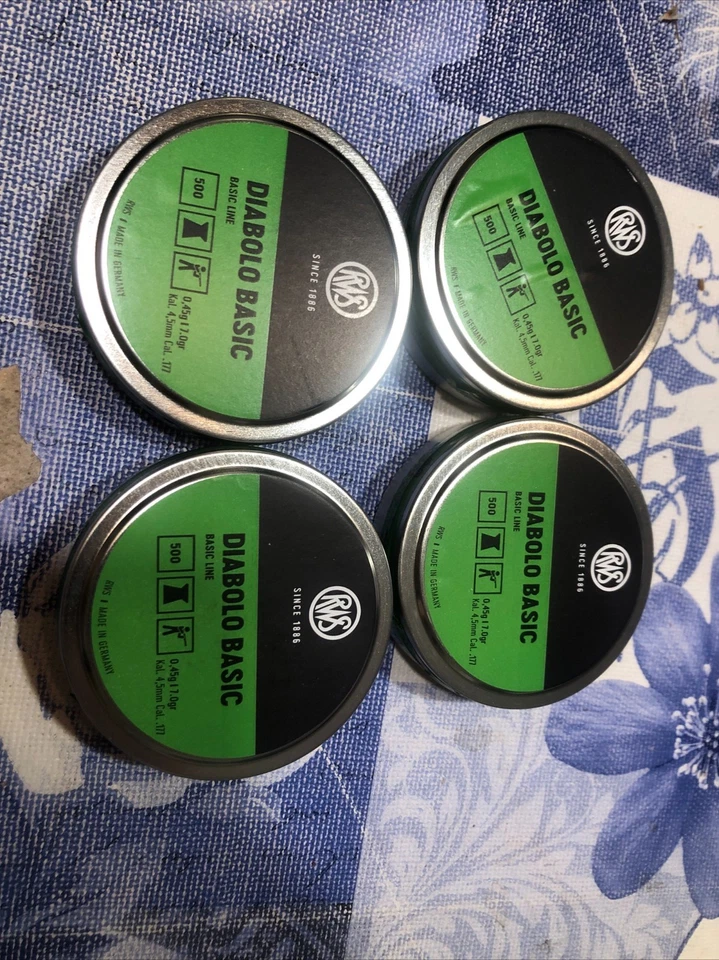 RWS
SINCE 1886
DIABOLO BASIC
BASIC LINE
500
0,45g | 7.0gr
Kal. 4,5mm Cal. .177
RWS / MADE IN GERMANY
RWS
SINCE 1886
DIABOLO BASIC
BASIC LINE
500
0,45g | 7.0gr
Kal. 4,5mm Cal. .177
RWS / MADE IN GERMANY
RWS
SINCE 1886
DIABOLO BASIC
BASIC LINE
500
0,45g | 7.0gr
Kal. 4,5mm Cal. .177
RWS / MADE IN GERMANY
RWS
SINCE 1886
DIABOLO BASIC
BASIC LINE
500
0,45g | 7.0gr
Kal. 4,5mm Cal. .177
RWS / MADE IN GERMANY